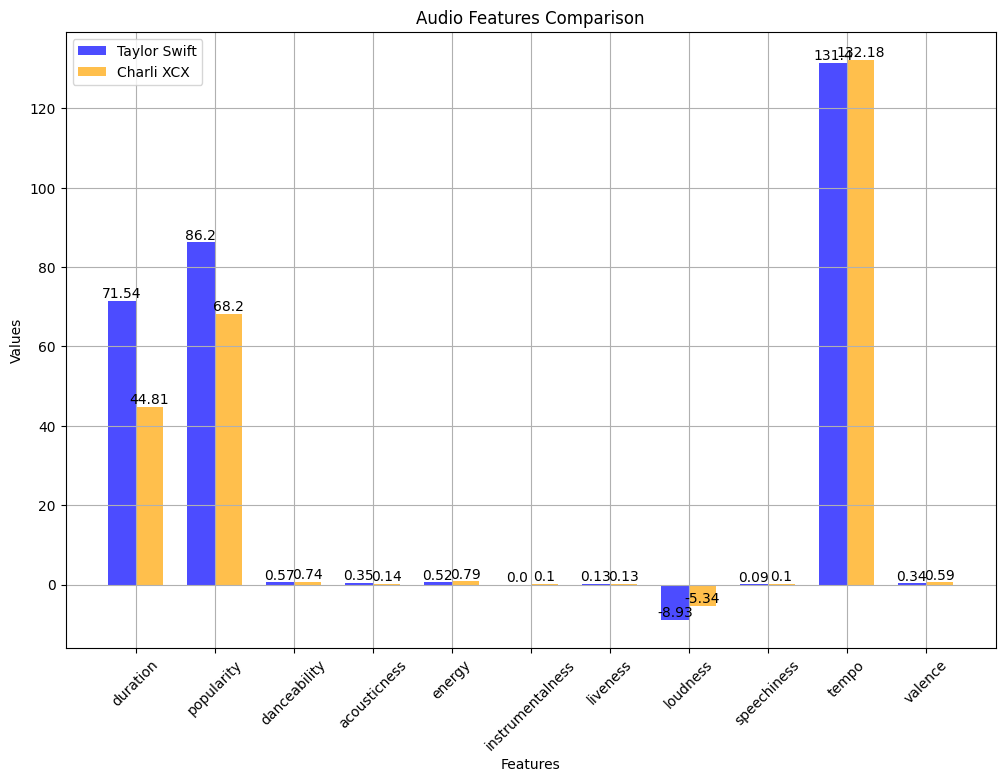 Audio Features Comparison
Taylor Swift
Charli XCX
Values
120
100
80
60
40
20
0
71.54
44.81
86.2
68.2
0.57
0.74
0.35
0.14
0.52
0.79
0.0
0.1
0.13
0.13
-8.93
-5.34
0.09
0.1
131.4
132.18
0.34
0.59
duration
popularity
danceability
acousticness
energy
instrumentalness
liveness
loudness
speechiness
tempo
valence
Features